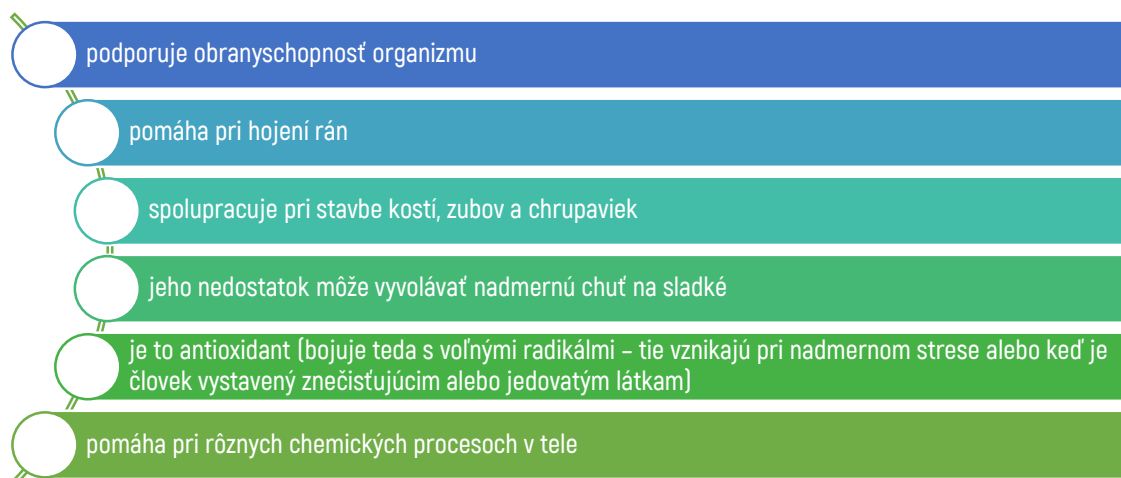 podporuje obranyschopnosť organizmu
pomáha pri hojení rán
spolupracuje pri stavbe kostí, zubov a chrupaviek
jeho nedostatok môže vyvolávať nadmernú chuť na sladké
je to antioxidant (bojuje teda s voľnými radikálmi – tie vznikajú pri nadmernom strese alebo keď je
človek vystavený znečisťujúcim alebo jedovatým látkam)
pomáha pri rôznych chemických procesoch v tele